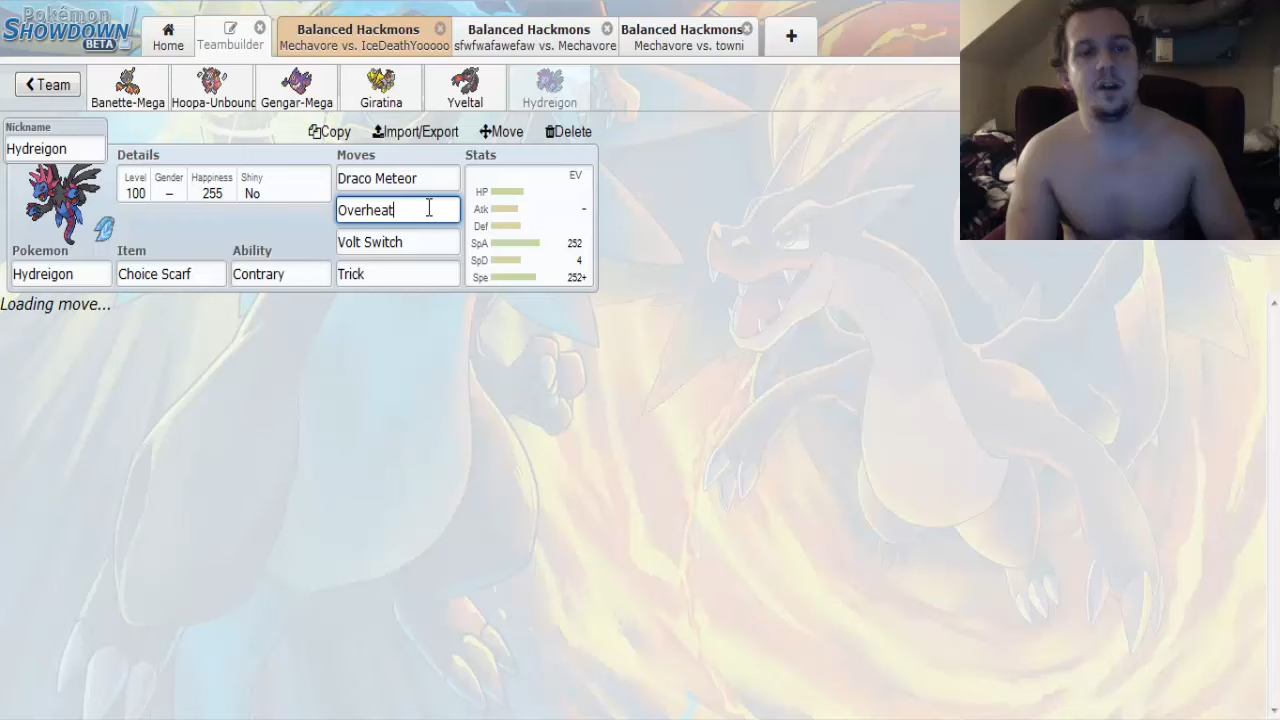 Pokémon
SHOWDOWN
BETA
Home
Teambuilder
Balanced Hackmons
Mechavore vs. IceDeathYooooo
Balanced Hackmons
sfwfwafawefaw vs. Mechavore
Balanced Hackmons
Mechavore vs. towni
+
Team
Banette-Mega
Hoopa-Unbound
Gengar-Mega
Giratina
Yveltal
Hydreigon
Copy
Import/Export
Move
Delete
Nickname
Hydreigon
Details
Level
100
Gender
–
Happiness
255
Shiny
No
Pokemon
Hydreigon
Item
Choice Scarf
Ability
Contrary
Moves
Draco Meteor
Overheat
Volt Switch
Trick
Stats
EV
HP
Atk -
Def
SpA 252
SpD 4
Spe 252+
Loading move...